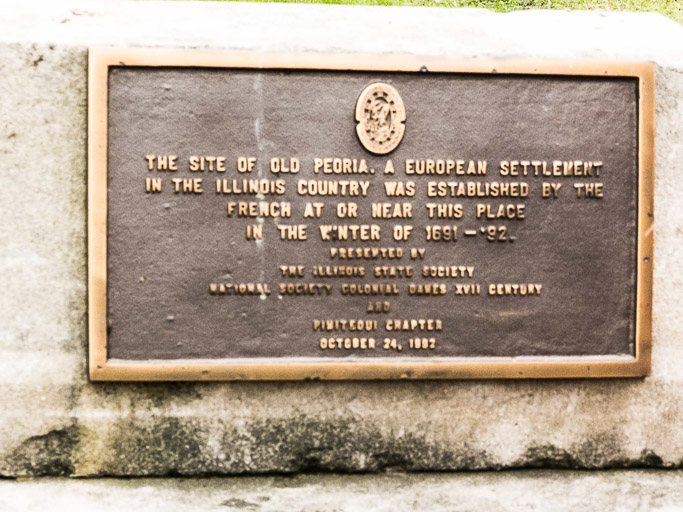 THE SITE OF OLD PEORIA. A EUROPEAN SETTLEMENT
IN THE ILLINOIS COUNTRY WAS ESTABLISHED BY THE
FRENCH AT OR NEAR THIS PLACE
IN THE WINTER OF 1691-'92.
PRESENTED BY
THE ILLINOIS STATE SOCIETY
NATIONAL SOCIETY COLONIAL DAMES XVII CENTURY
AND
PIMITEOUI CHAPTER
OCTOBER 24, 1992